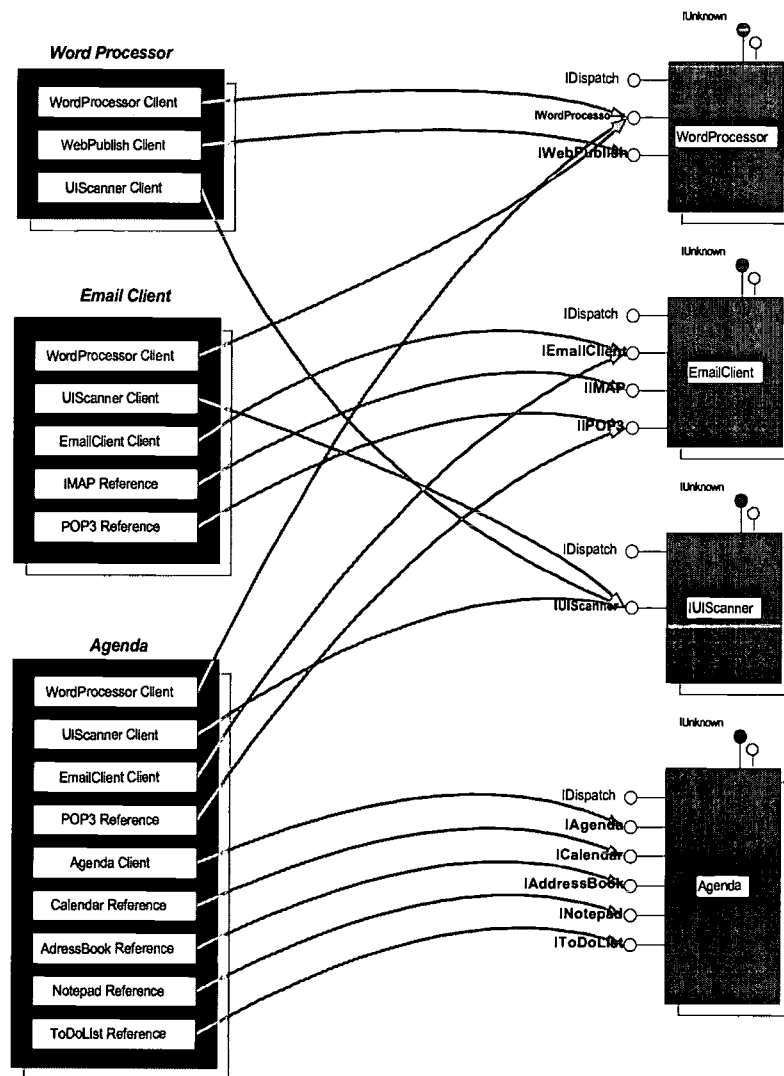 Word Processor
WordProcessor Client
WebPublish Client
UIScanner Client
Email Client
WordProcessor Client
UIScanner Client
EmailClient Client
IMAP Reference
POP3 Reference
Agenda
WordProcessor Client
UIScanner Client
EmailClient Client
POP3 Reference
Agenda Client
Calendar Reference
AdressBook Reference
Notepad Reference
ToDoList Reference
IUnknown
IDispatch
IWordProcesso
IWebPublish
WordProcessor
IUnknown
IDispatch
IEmailClient
IIMAP
IIPOP3
EmailClient
IUnknown
IDispatch
IUIScanner
IUIScanner
IUnknown
IDispatch
IAgenda
ICalendar
IAddressBook
INotepad
IToDoList
Agenda